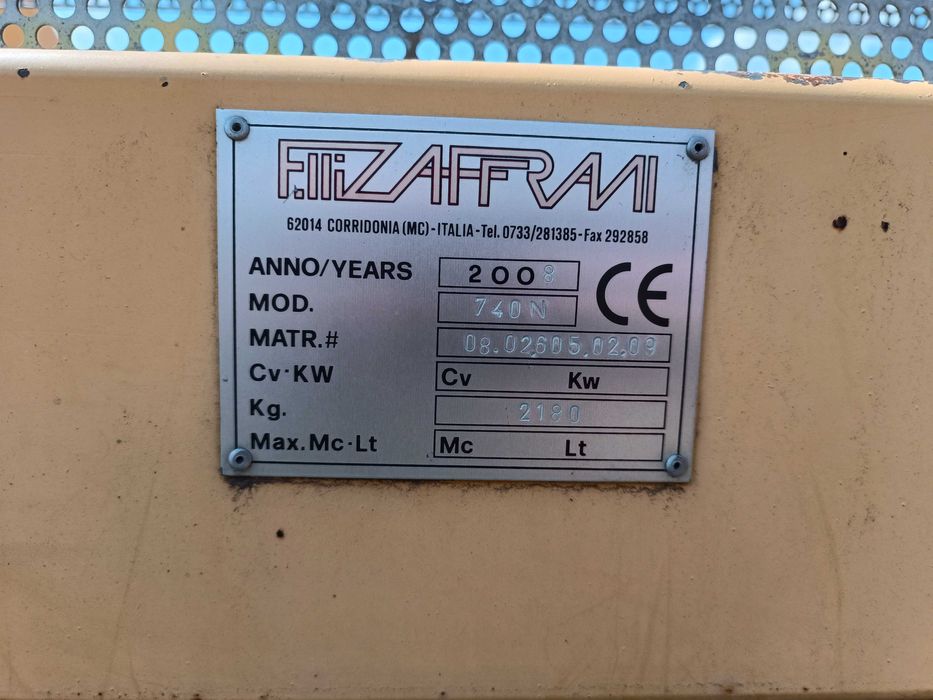 F.lli ZAFFRANI
62014 CORRIDONIA (MC) - ITALIA - Tel. 0733/281385 - Fax 292858
ANNO/YEARS 2008 CE
MOD. 740N
MATR.# 08.02605.02.09
Cv·KW Cv Kw
Kg. 2180
Max.Mc·Lt Mc Lt